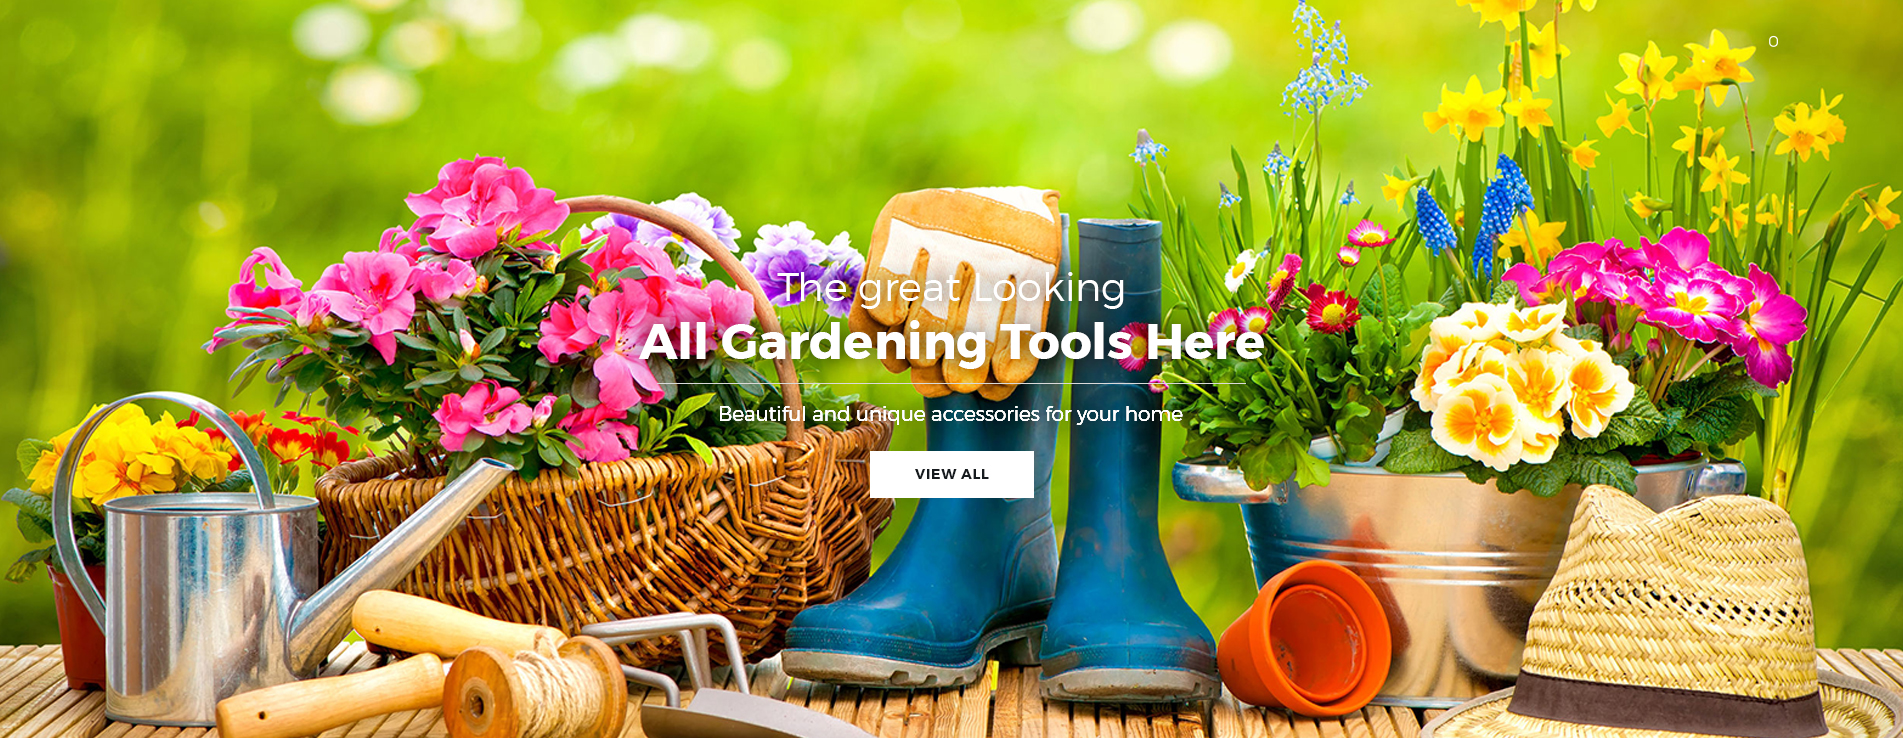 0
The great Looking
All Gardening Tools Here
Beautiful and unique accessories for your home
VIEW ALL